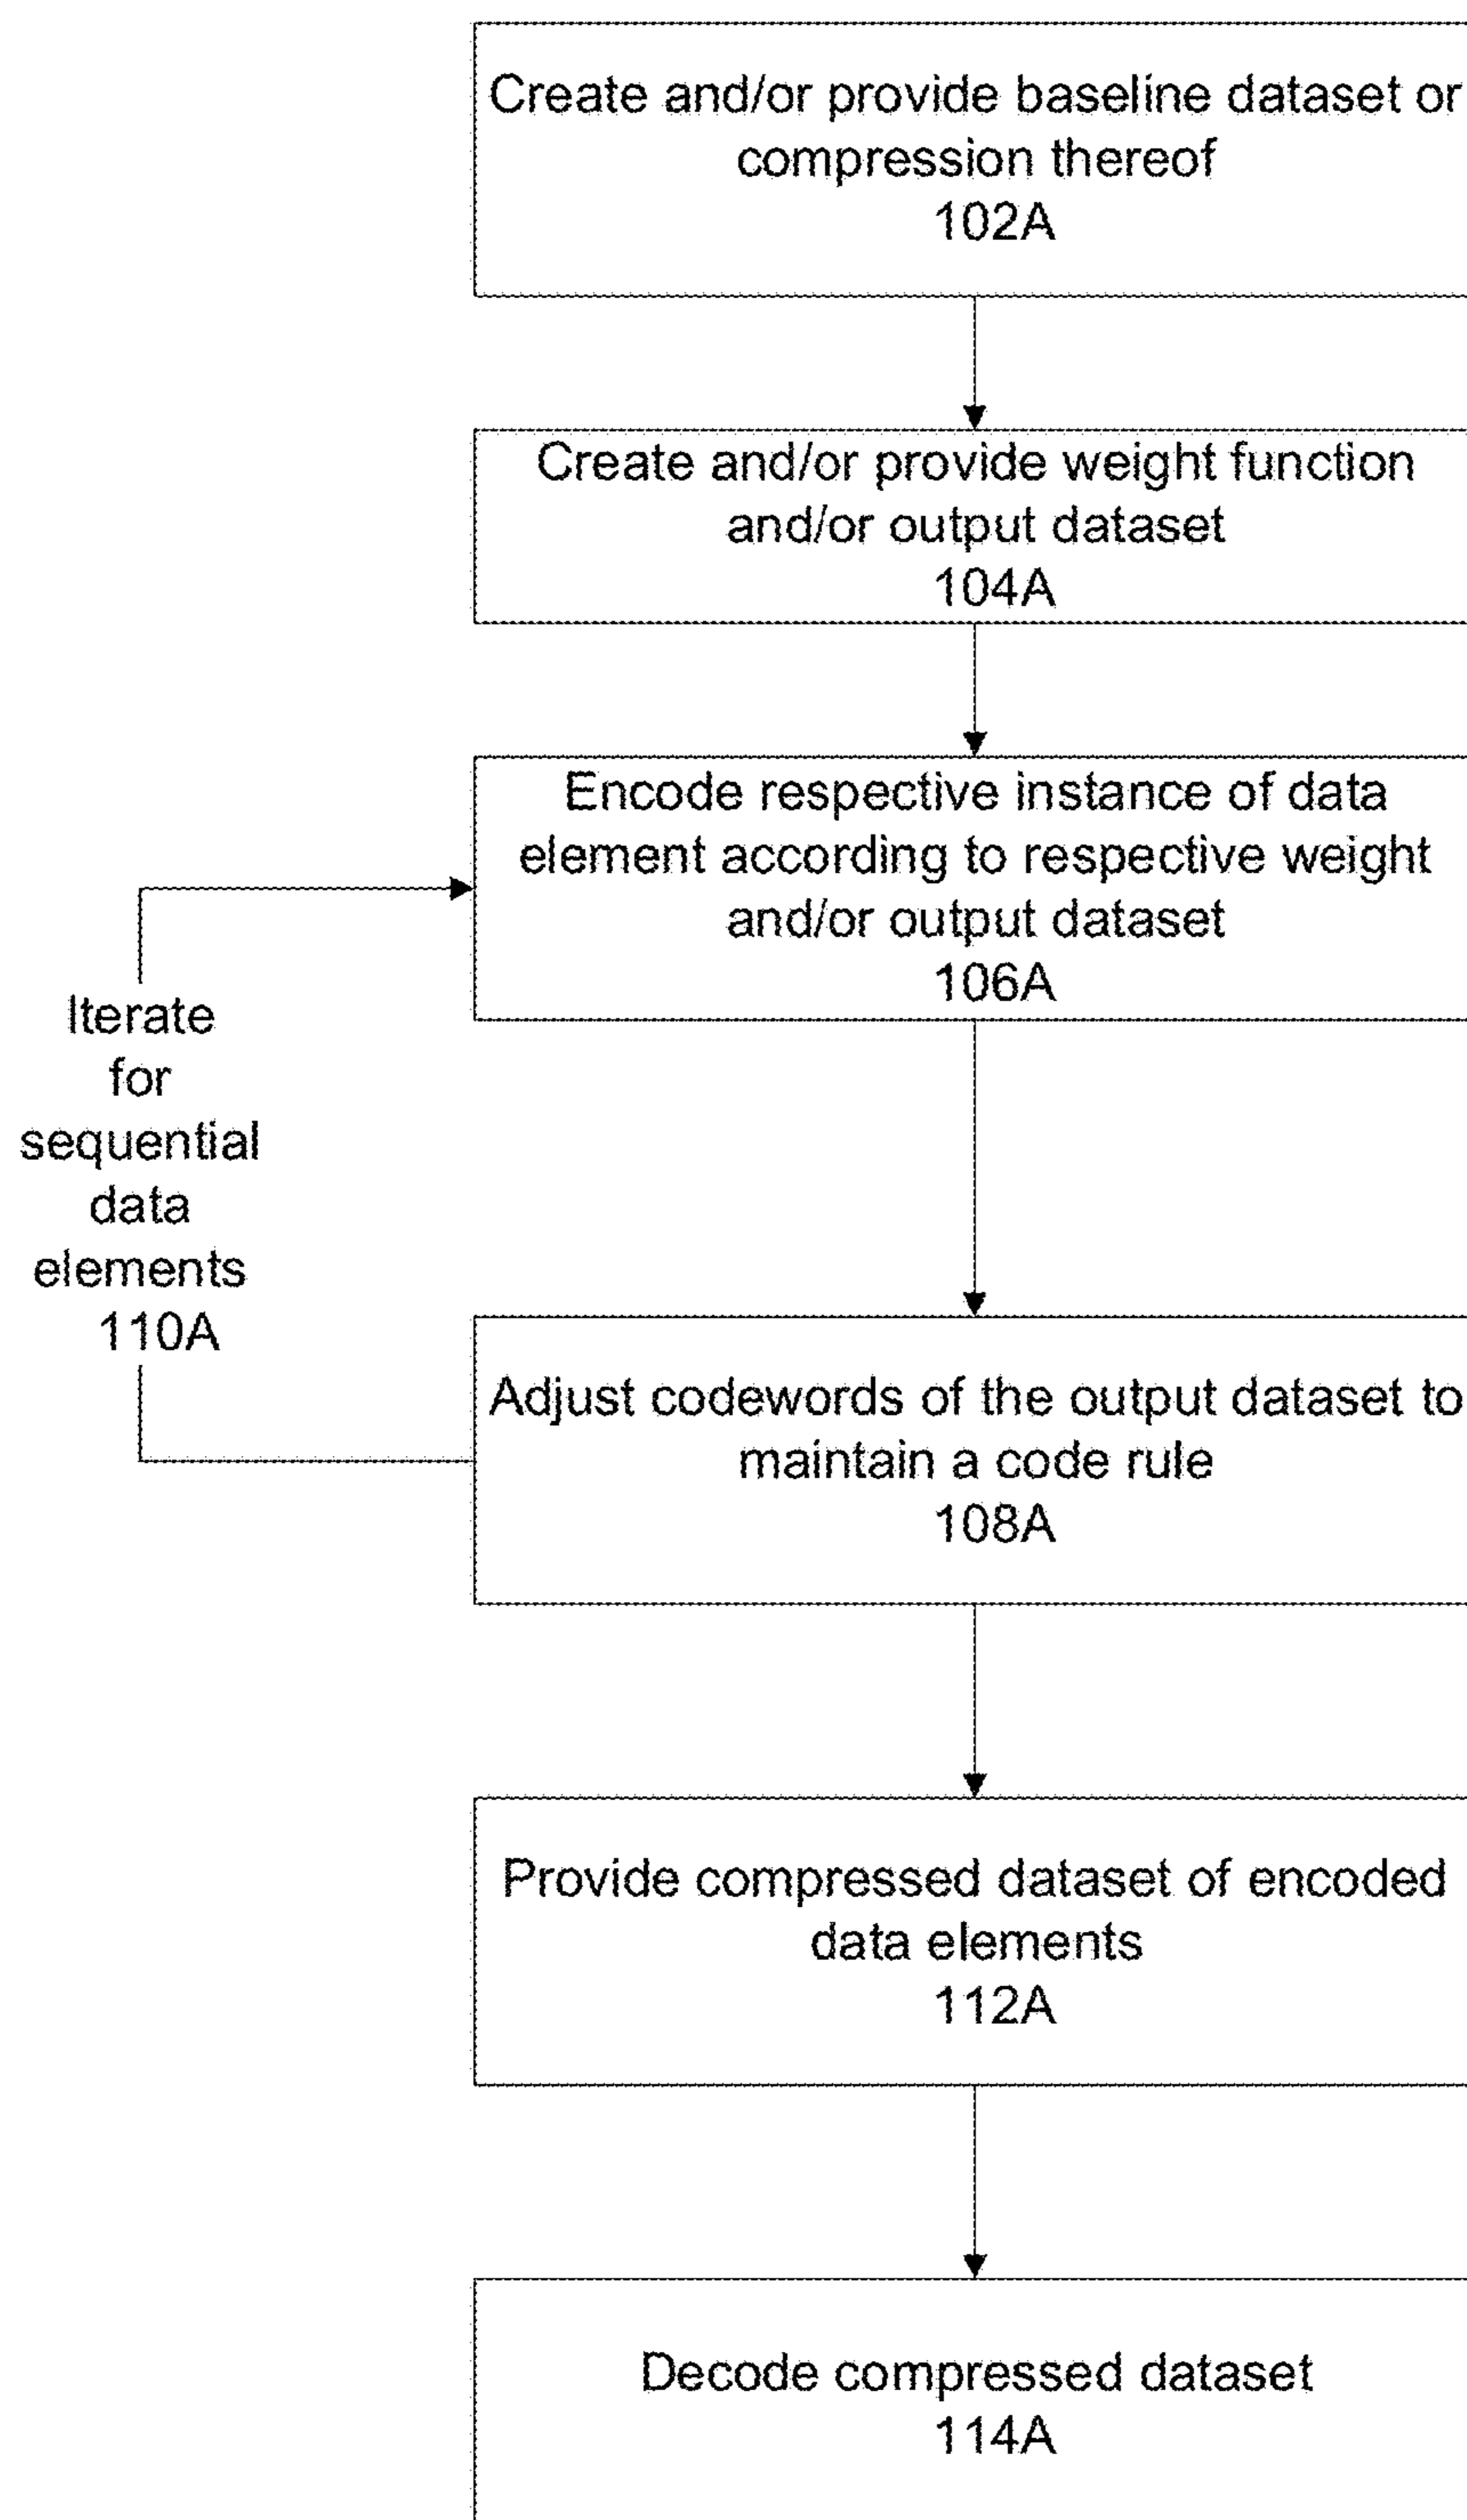 Create and/or provide baseline dataset or
compression thereof
102A
Create and/or provide weight function
and/or output dataset
104A
Encode respective instance of data
element according to respective weight
and/or output dataset
106A
Iterate
for
sequential
data
elements
110A
Adjust codewords of the output dataset to
maintain a code rule
108A
Provide compressed dataset of encoded
data elements
112A
Decode compressed dataset
114A